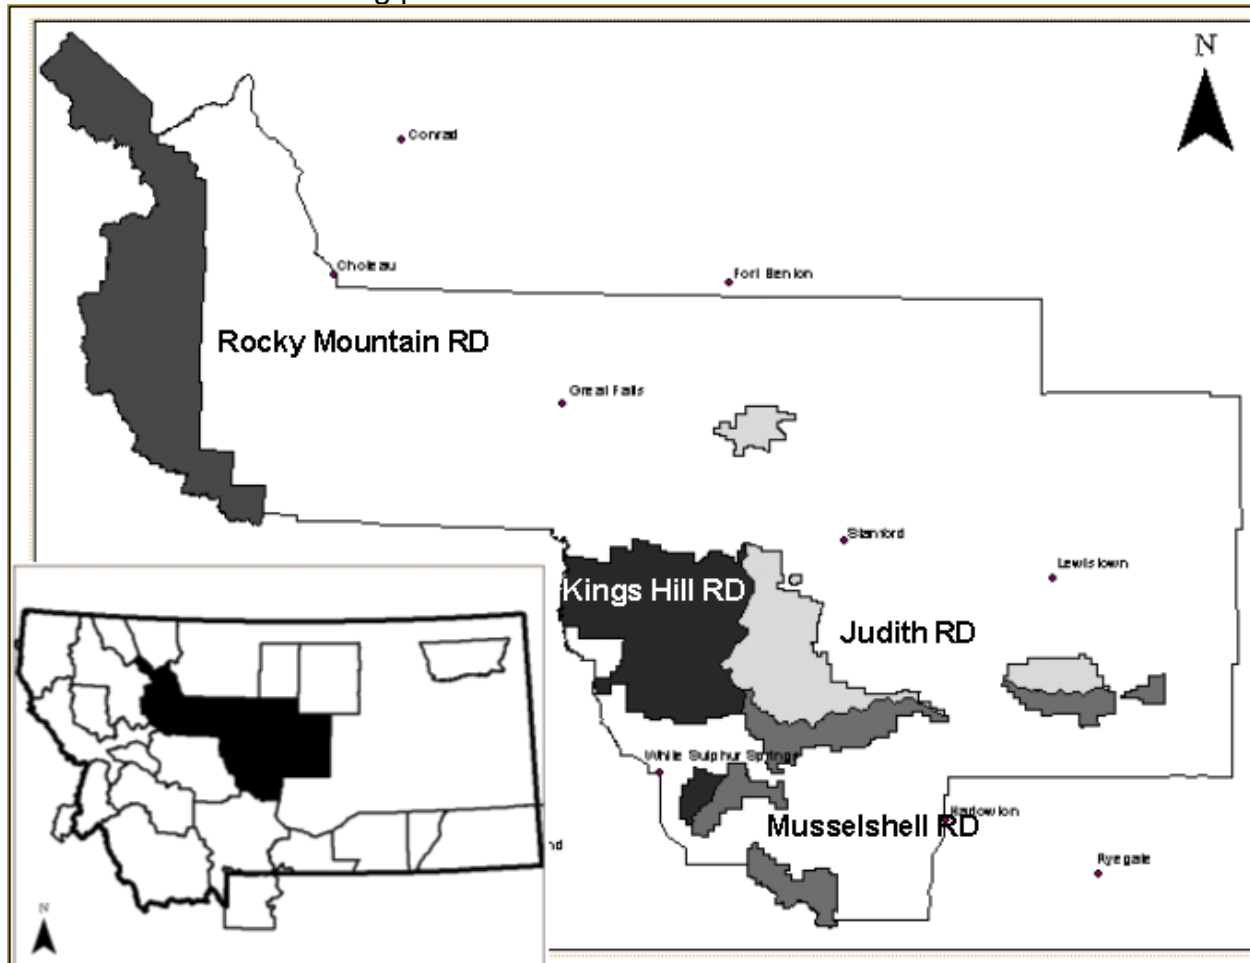 N
Conrad
Choteau
Fort Benton
Rocky Mountain RD
Great Falls
Stanford
Lewistown
Kings Hill RD
Judith RD
White Sulphur Springs
Harlowton
Musselshell RD
Ryegate
nd
N